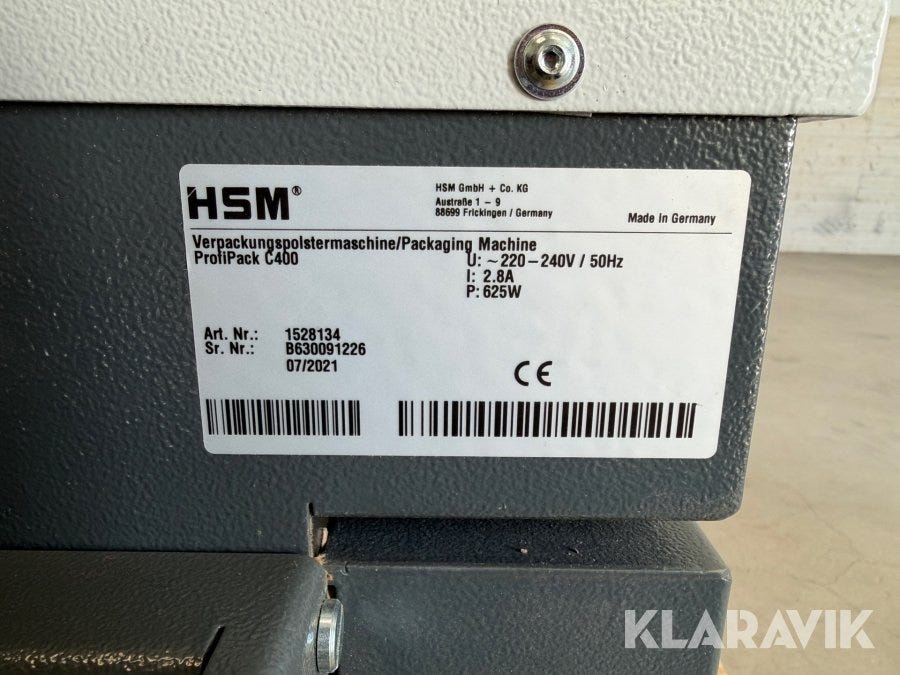 HSM®
HSM GmbH + Co. KG
Austraße 1 – 9
88699 Frickingen / Germany
Made in Germany
Verpackungspolstermaschine/Packaging Machine
ProfiPack C400
U: ~220–240V / 50Hz
I: 2.8A
P: 625W
Art. Nr.: 1528134
Sr. Nr.: B630091226
07/2021
CE
KLARAVIK